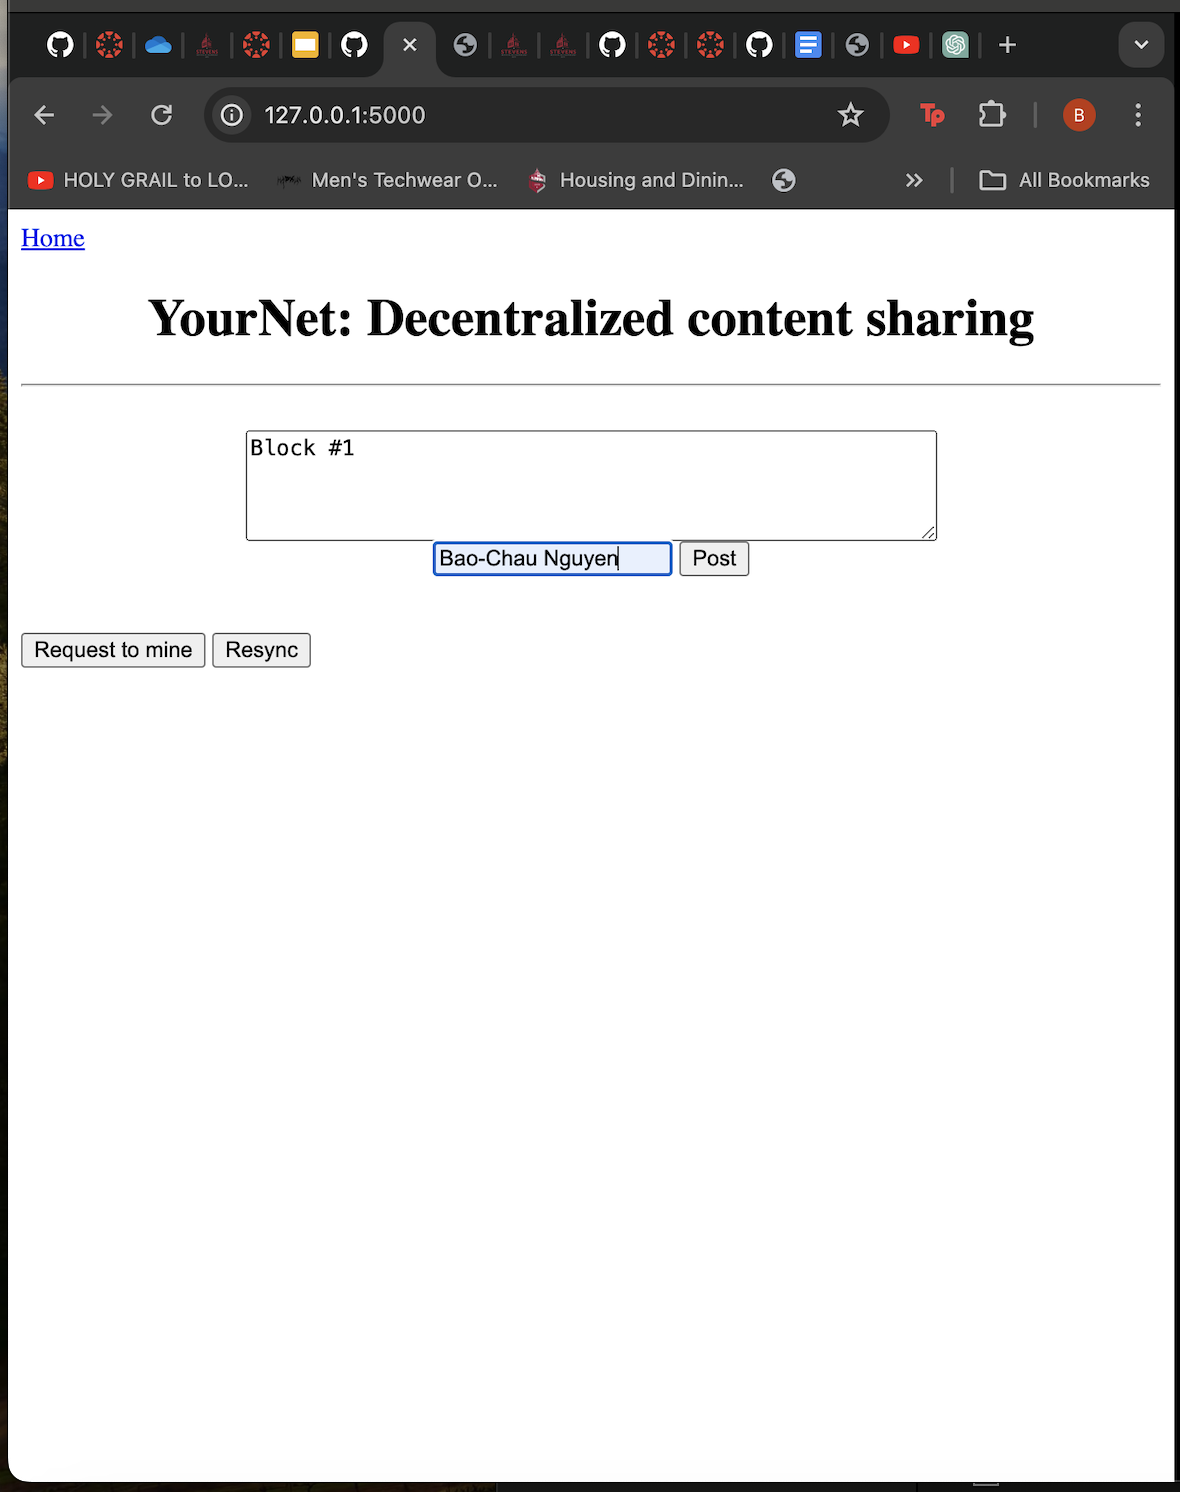 127.0.0.1:5000
Tp
B
HOLY GRAIL to LO...
Men's Techwear O...
Housing and Dinin...
All Bookmarks
Home
YourNet: Decentralized content sharing
Block #1
Bao-Chau Nguyen
Post
Request to mine
Resync